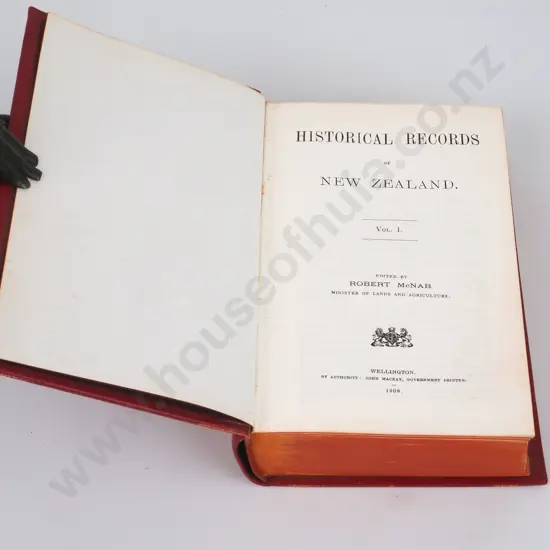 HISTORICAL RECORDS
OF
NEW ZEALAND.
VOL. I.
EDITED BY
ROBERT McNAB,
MINISTER OF LANDS AND AGRICULTURE.
WELLINGTON.
BY AUTHORITY: JOHN MACKAY, GOVERNMENT PRINTER.
1908.
www.houseofhuia.co.nz